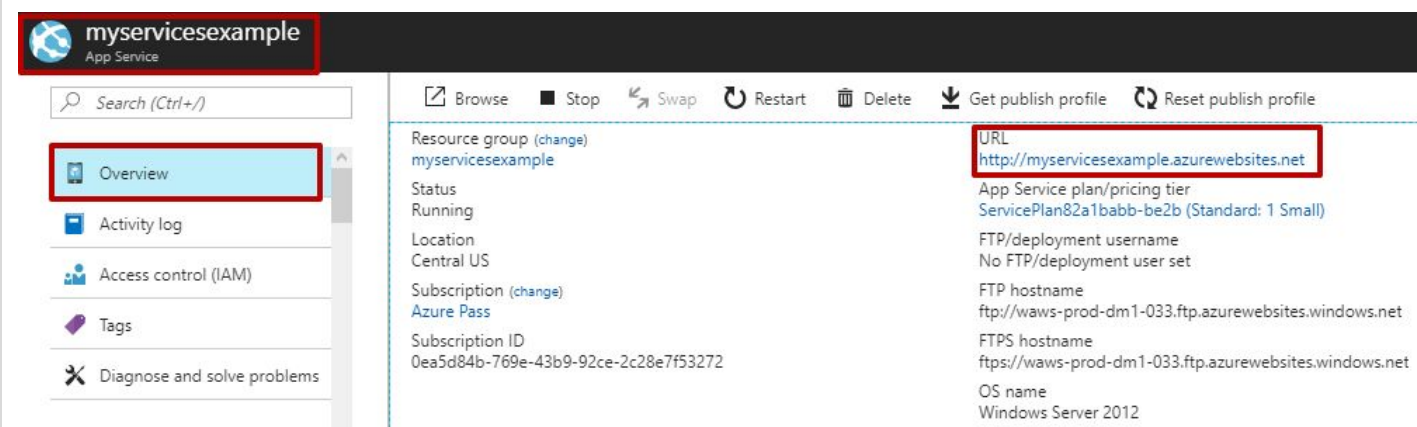 myservicesexample
App Service
Search (Ctrl+/)
Overview
Activity log
Access control (IAM)
Tags
Diagnose and solve problems
Browse Stop Swap Restart Delete Get publish profile Reset publish profile
Resource group (change)
myservicesexample
Status
Running
Location
Central US
Subscription (change)
Azure Pass
Subscription ID
0ea5d84b-769e-43b9-92ce-2c28e7f53272
URL
http://myservicesexample.azurewebsites.net
App Service plan/pricing tier
ServicePlan82a1babb-be2b (Standard: 1 Small)
FTP/deployment username
No FTP/deployment user set
FTP hostname
ftp://waws-prod-dm1-033.ftp.azurewebsites.windows.net
FTPS hostname
ftps://waws-prod-dm1-033.ftp.azurewebsites.windows.net
OS name
Windows Server 2012